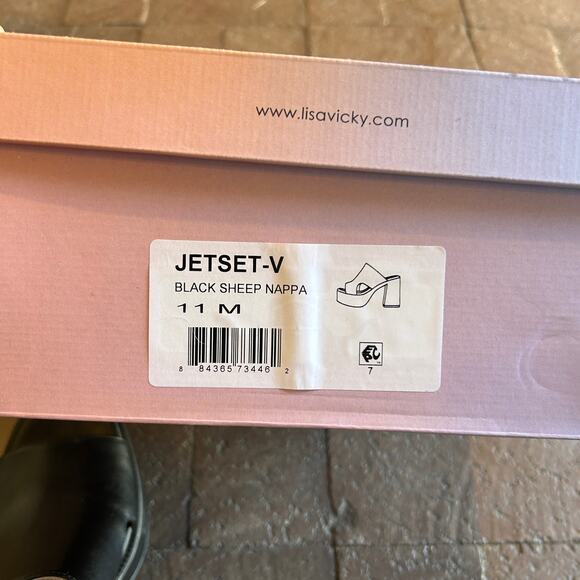 www.lisavicky.com
JETSET-V
BLACK SHEEP NAPPA
11 M
8 84365 73446 2
7